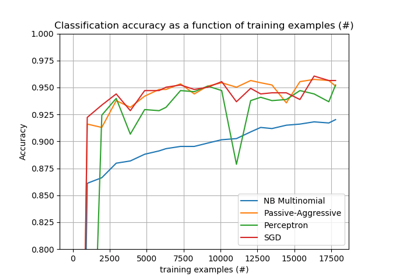 Classification accuracy as a function of training examples (#)
1.000
0.975
0.950
0.925
0.900
0.875
0.850
0.825
0.800
Accuracy
NB Multinomial
Passive-Aggressive
Perceptron
SGD
0 2500 5000 7500 10000 12500 15000 17500
training examples (#)